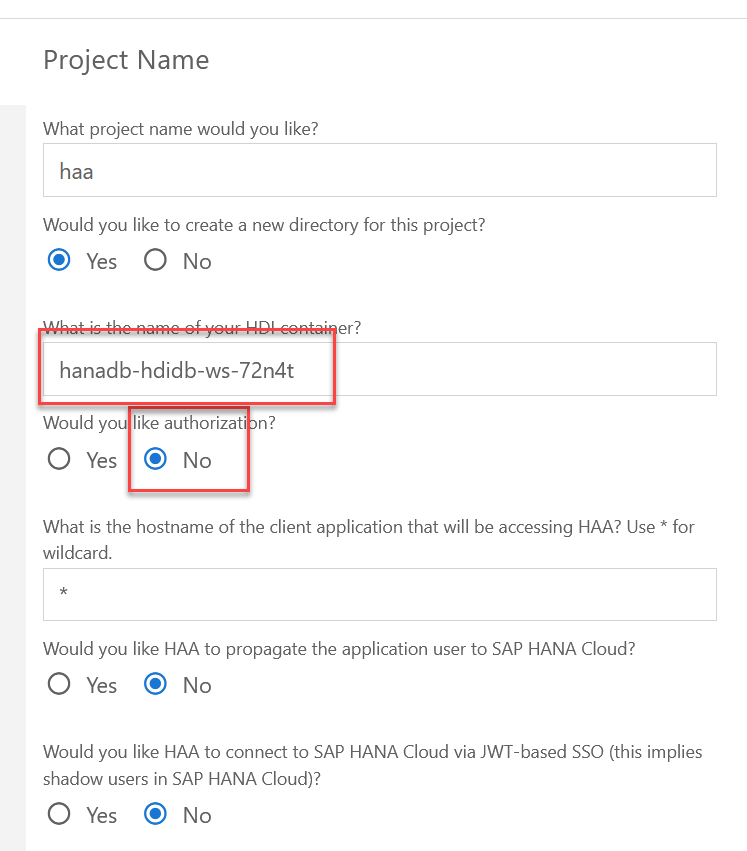 Project Name
What project name would you like?
haa
Would you like to create a new directory for this project?
Yes No
What is the name of your HDI container?
hanadb-hdidb-ws-72n4t
Would you like authorization?
Yes No
What is the hostname of the client application that will be accessing HAA? Use * for
wildcard.
*
Would you like HAA to propagate the application user to SAP HANA Cloud?
Yes No
Would you like HAA to connect to SAP HANA Cloud via JWT-based SSO (this implies
shadow users in SAP HANA Cloud)?
Yes No